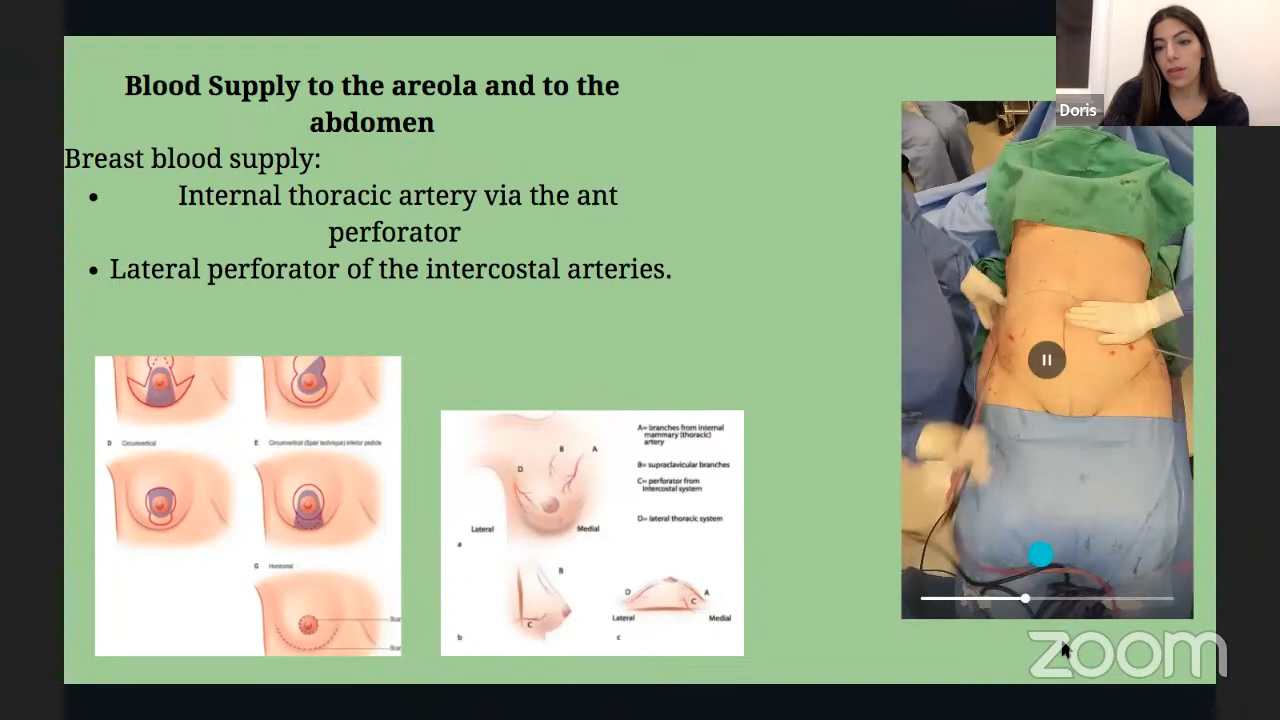 Blood Supply to the areola and to the
abdomen
Breast blood supply:
• Internal thoracic artery via the ant
perforator
• Lateral perforator of the intercostal arteries.
Doris
D Circumvertical
E Circumvertical (Spair technique) inferior pedicle
G Horizontal
Scar
Scar
A= branches from internal
mammary (thoracic)
artery
B= supraclavicular branches
C= perforator from
intercostal system
D= lateral thoracic system
B
A
D
Lateral
Medial
a
B
C
b
D
A
C
Lateral
Medial
c
zoom